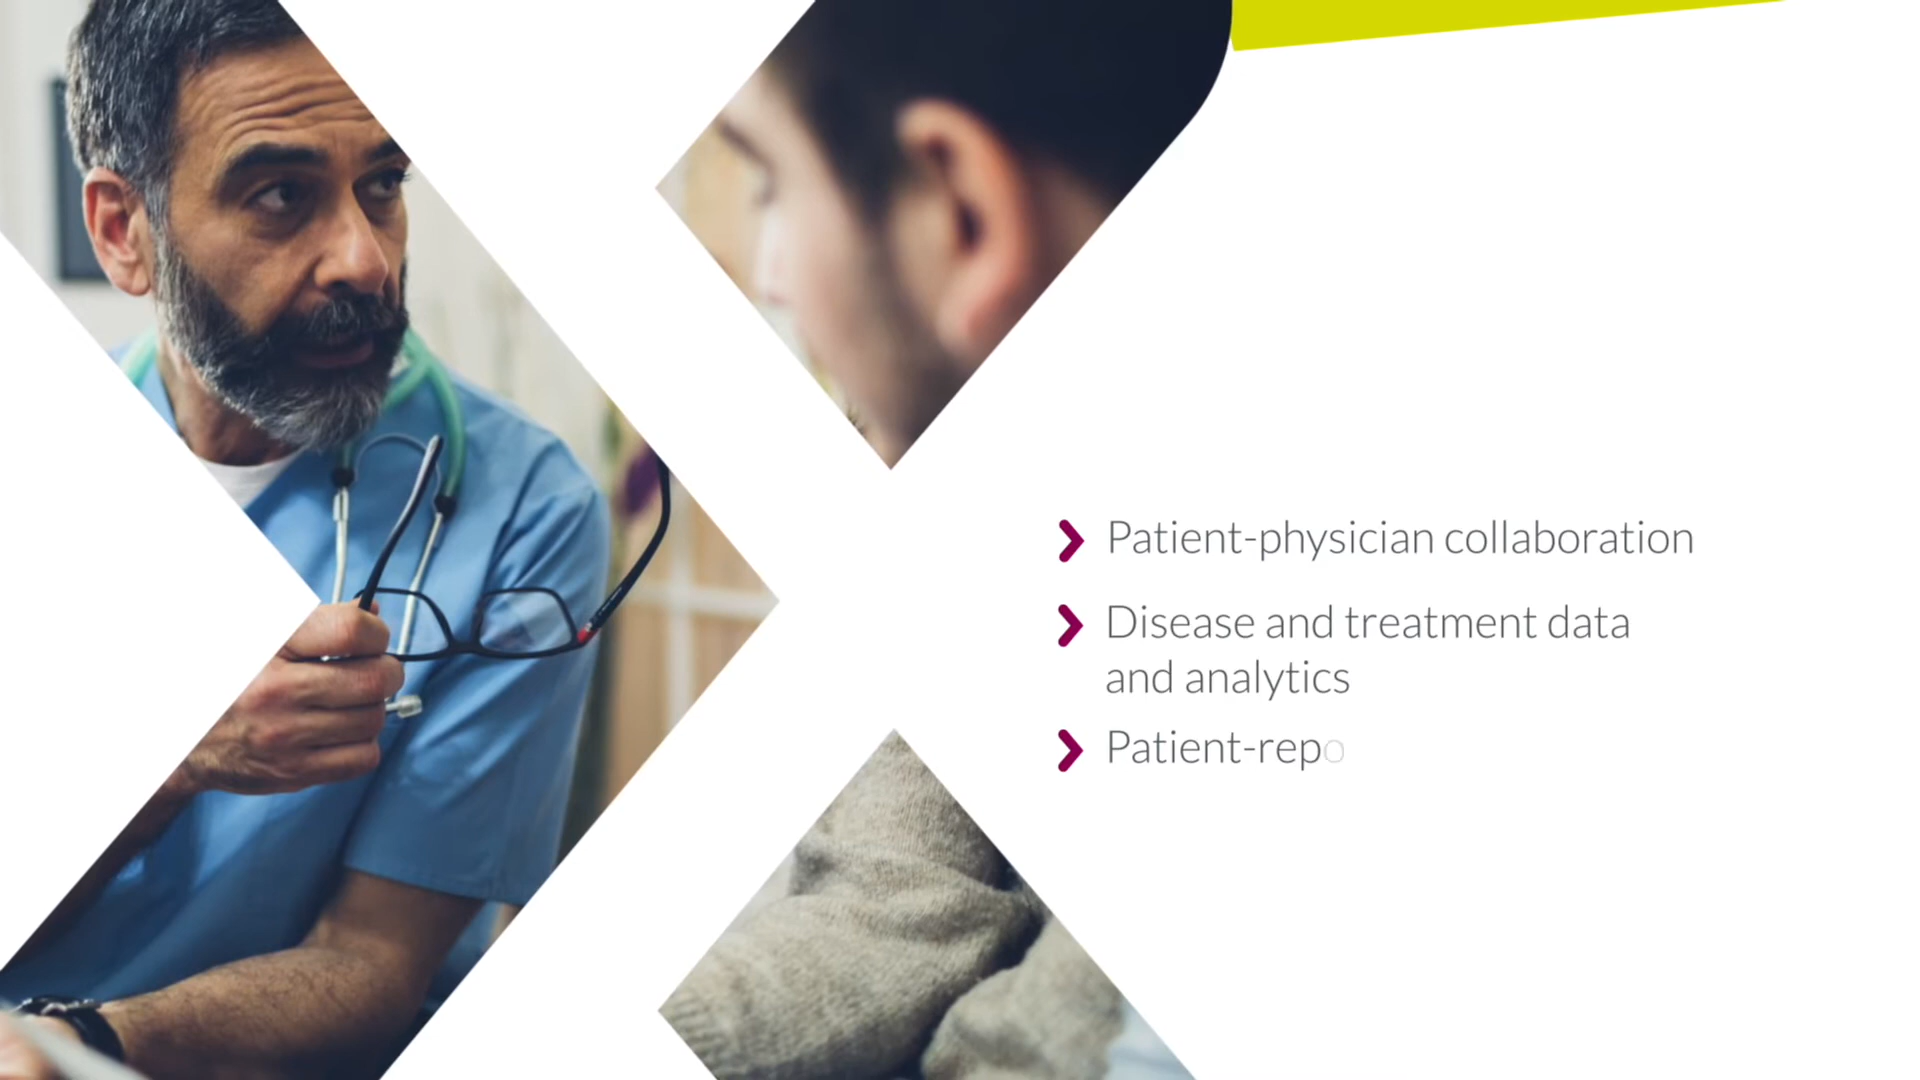 Patient-physician collaboration
Disease and treatment data
and analytics
Patient-repo